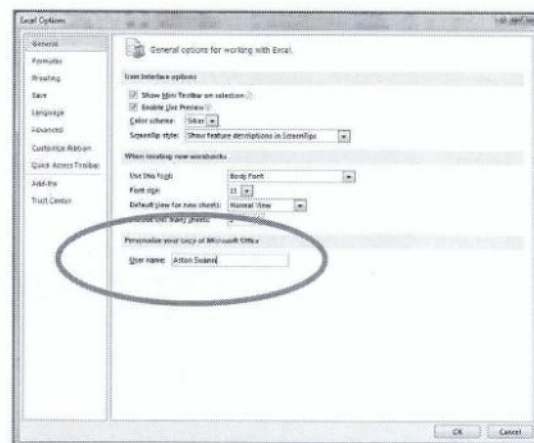 Excel Options
General
Formulas
Proofing
Save
Language
Advanced
Customize Ribbon
Quick Access Toolbar
Add-Ins
Trust Center
General options for working with Excel.
User Interface options
Show Mini Toolbar on selection
Enable Live Preview
Color scheme: Silver
ScreenTip style: Show feature descriptions in ScreenTips
When creating new workbooks
Use this font: Body Font
Font size: 11
Default view for new sheets: Normal View
Include this many sheets:
Personalize your copy of Microsoft Office
User name: Aston Swann
OK Cancel